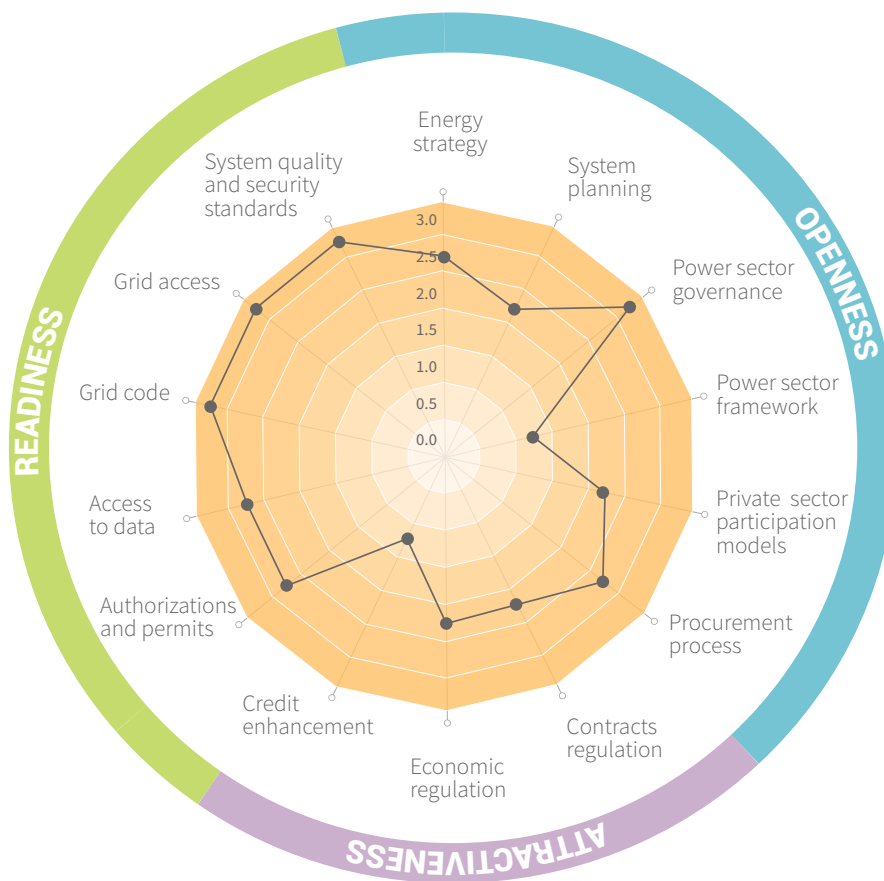 Energy
strategy
System
planning
Power sector
governance
Power sector
framework
Private  sector
participation
models
Procurement
process
Contracts
regulation
Economic
regulation
Credit
enhancement
Authorizations
and permits
Access
to data
Grid code
Grid access
System quality
and security
standards
3.0
2.5
2.0
1.5
1.0
0.5
0.0
OPENNESS
ATTRACTIVENESS
READINESS